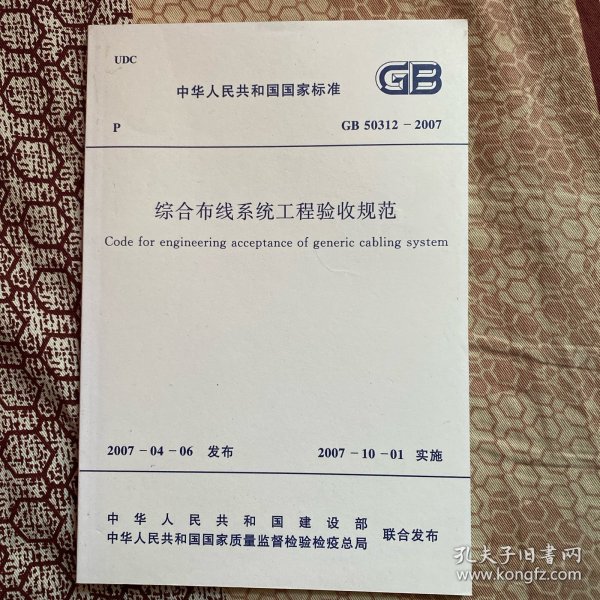 UDC
中华人民共和国国家标准
GB
P
GB 50312-2007
综合布线系统工程验收规范
Code for engineering acceptance of generic cabling system
2007-04-06 发布
2007-10-01 实施
中华人民共和国建设部
中华人民共和国国家质量监督检验检疫总局
联合发布
孔夫子旧书网
www.kongfz.com